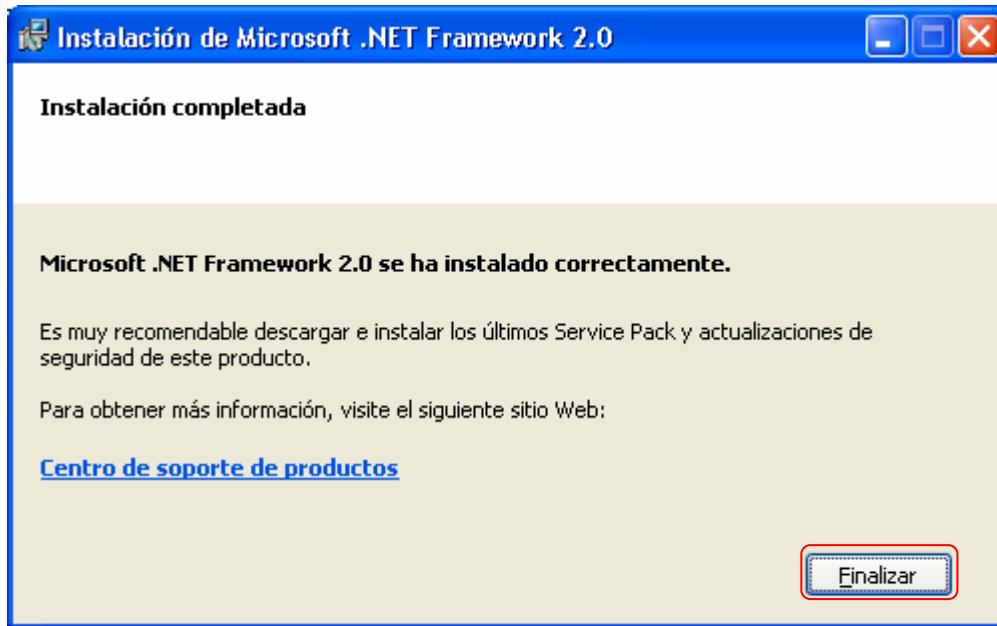 Instalación de Microsoft .NET Framework 2.0
Instalación completada
Microsoft .NET Framework 2.0 se ha instalado correctamente.
Es muy recomendable descargar e instalar los últimos Service Pack y actualizaciones de
seguridad de este producto.
Para obtener más información, visite el siguiente sitio Web:
Centro de soporte de productos
Finalizar